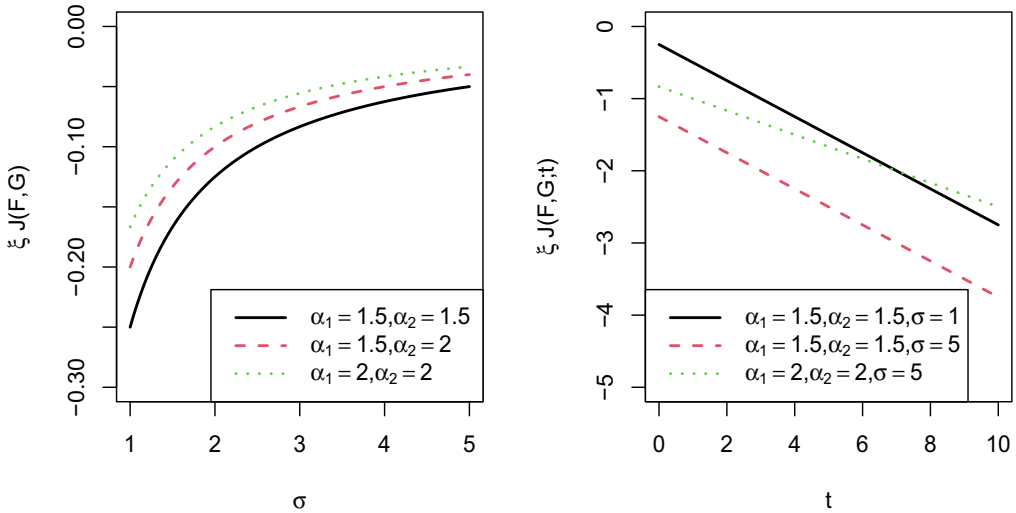 ξ J(F,G)
0.00
−0.10
−0.20
−0.30
1 2 3 4 5
σ
α₁ = 1.5,α₂ = 1.5
α₁ = 1.5,α₂ = 2
α₁ = 2,α₂ = 2
ξ J(F,G;t)
0
−1
−2
−3
−4
−5
0 2 4 6 8 10
t
α₁ = 1.5,α₂ = 1.5,σ = 1
α₁ = 1.5,α₂ = 1.5,σ = 5
α₁ = 2,α₂ = 2,σ = 5